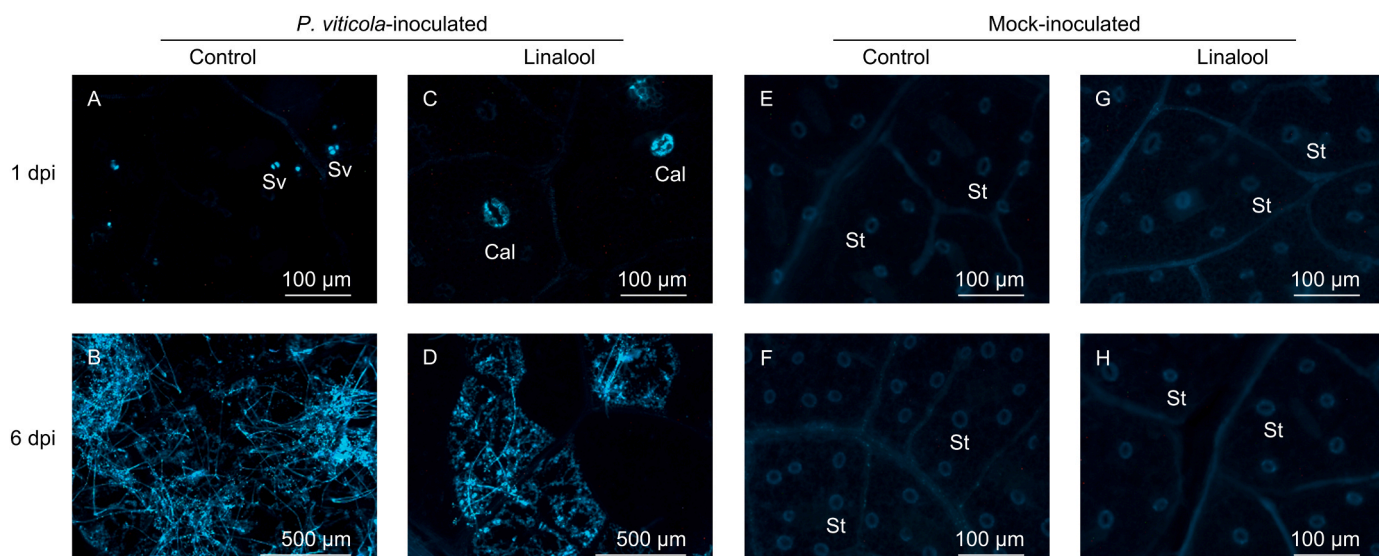 P. viticola-inoculated Mock-inoculated
Control Linalool Control Linalool
1 dpi
A
Sv
Sv
100 µm
C
Cal
Cal
100 µm
E
St
St
100 µm
G
St
St
100 µm
6 dpi
B
500 µm
D
500 µm
F
St
St
100 µm
H
St
St
100 µm